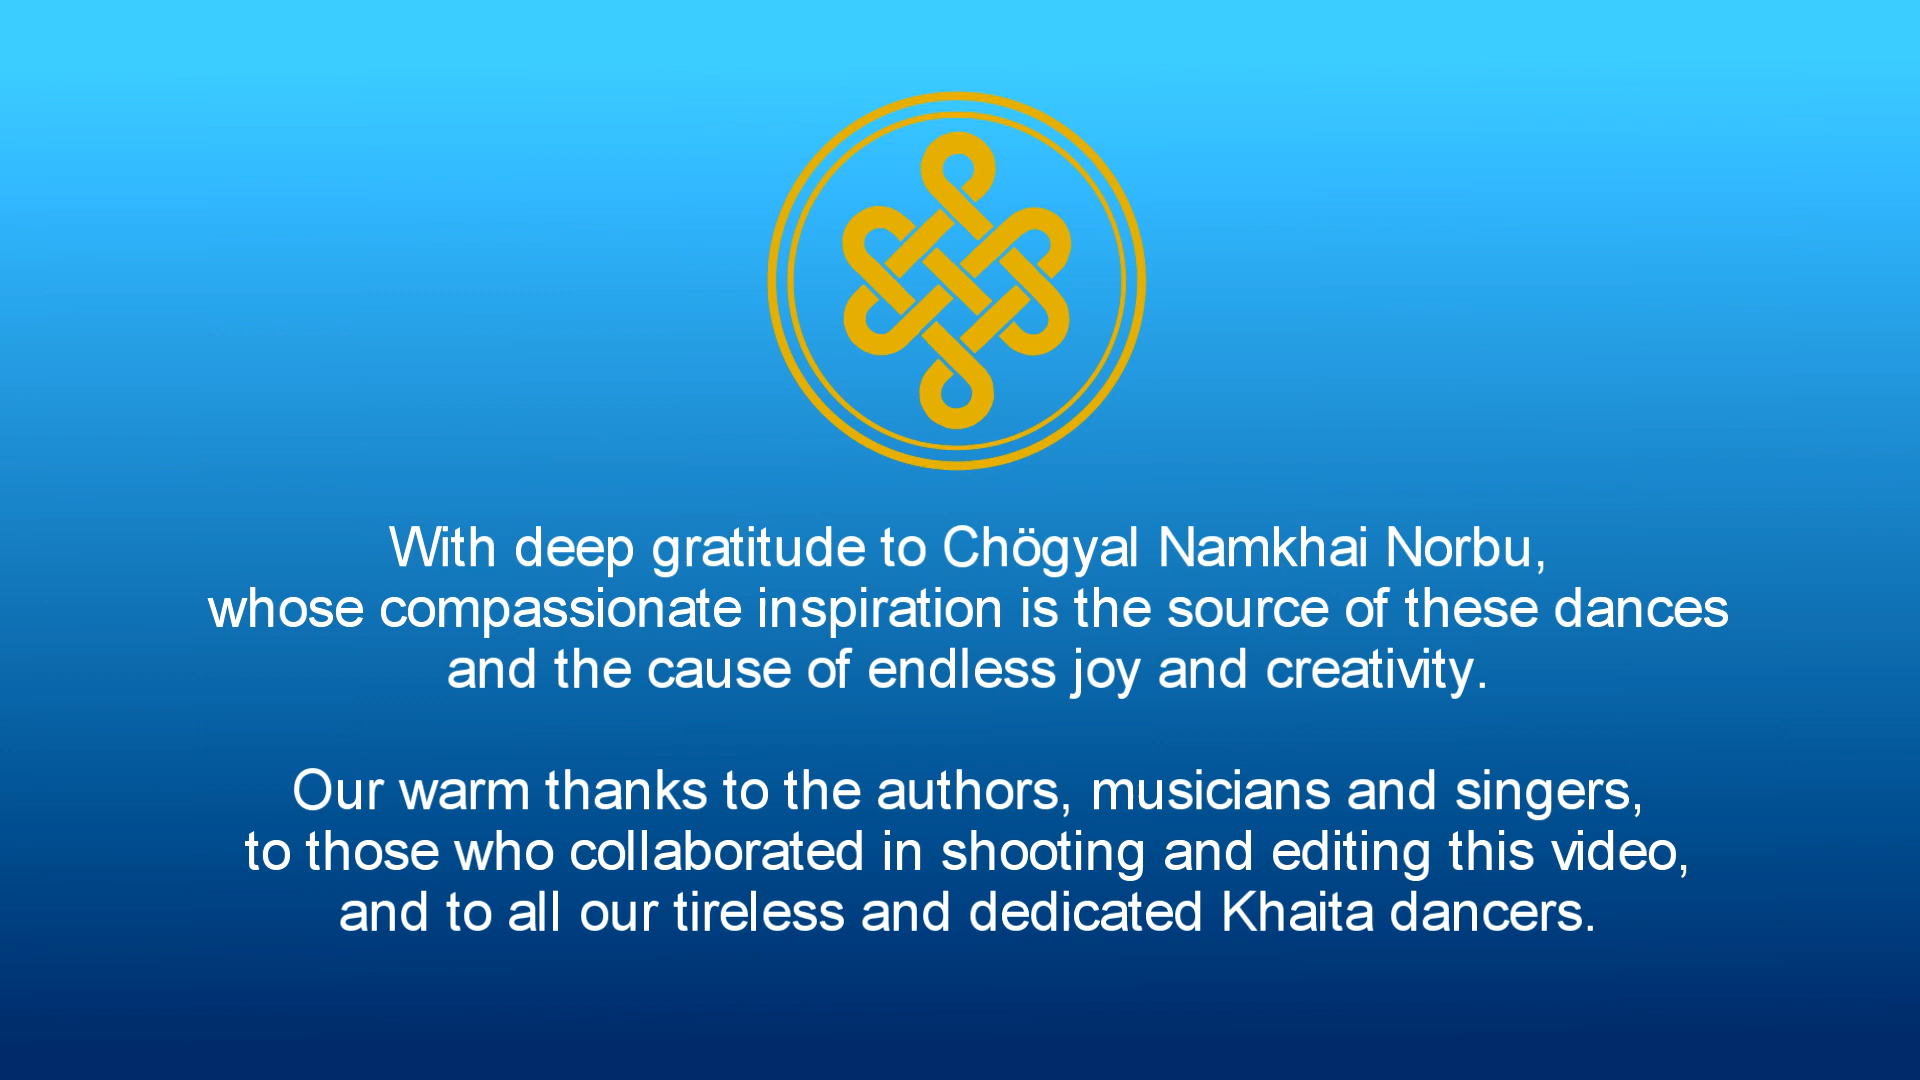 With deep gratitude to Chögyal Namkhai Norbu,
whose compassionate inspiration is the source of these dances
and the cause of endless joy and creativity.
Our warm thanks to the authors, musicians and singers,
to those who collaborated in shooting and editing this video,
and to all our tireless and dedicated Khaita dancers.